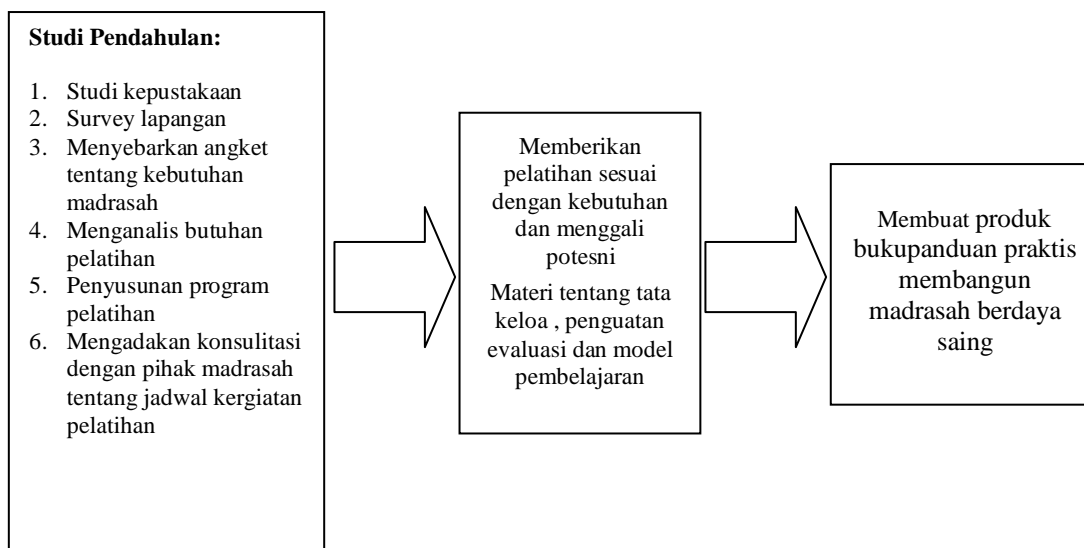 Studi Pendahulan:
1. Studi kepustakaan
2. Survey lapangan
3. Menyebarkan angket
tentang kebutuhan
madrasah
4. Menganalis butuhan
pelatihan
5. Penyusunan program
pelatihan
6. Mengadakan konsulitasi
dengan pihak madrasah
tentang jadwal kergiatan
pelatihan
Memberikan
pelatihan sesuai
dengan kebutuhan
dan menggali
potesni
Materi tentang tata
keloa , penguatan
evaluasi dan model
pembelajaran
Membuat produk
bukupanduan praktis
membangun
madrasah berdaya
saing